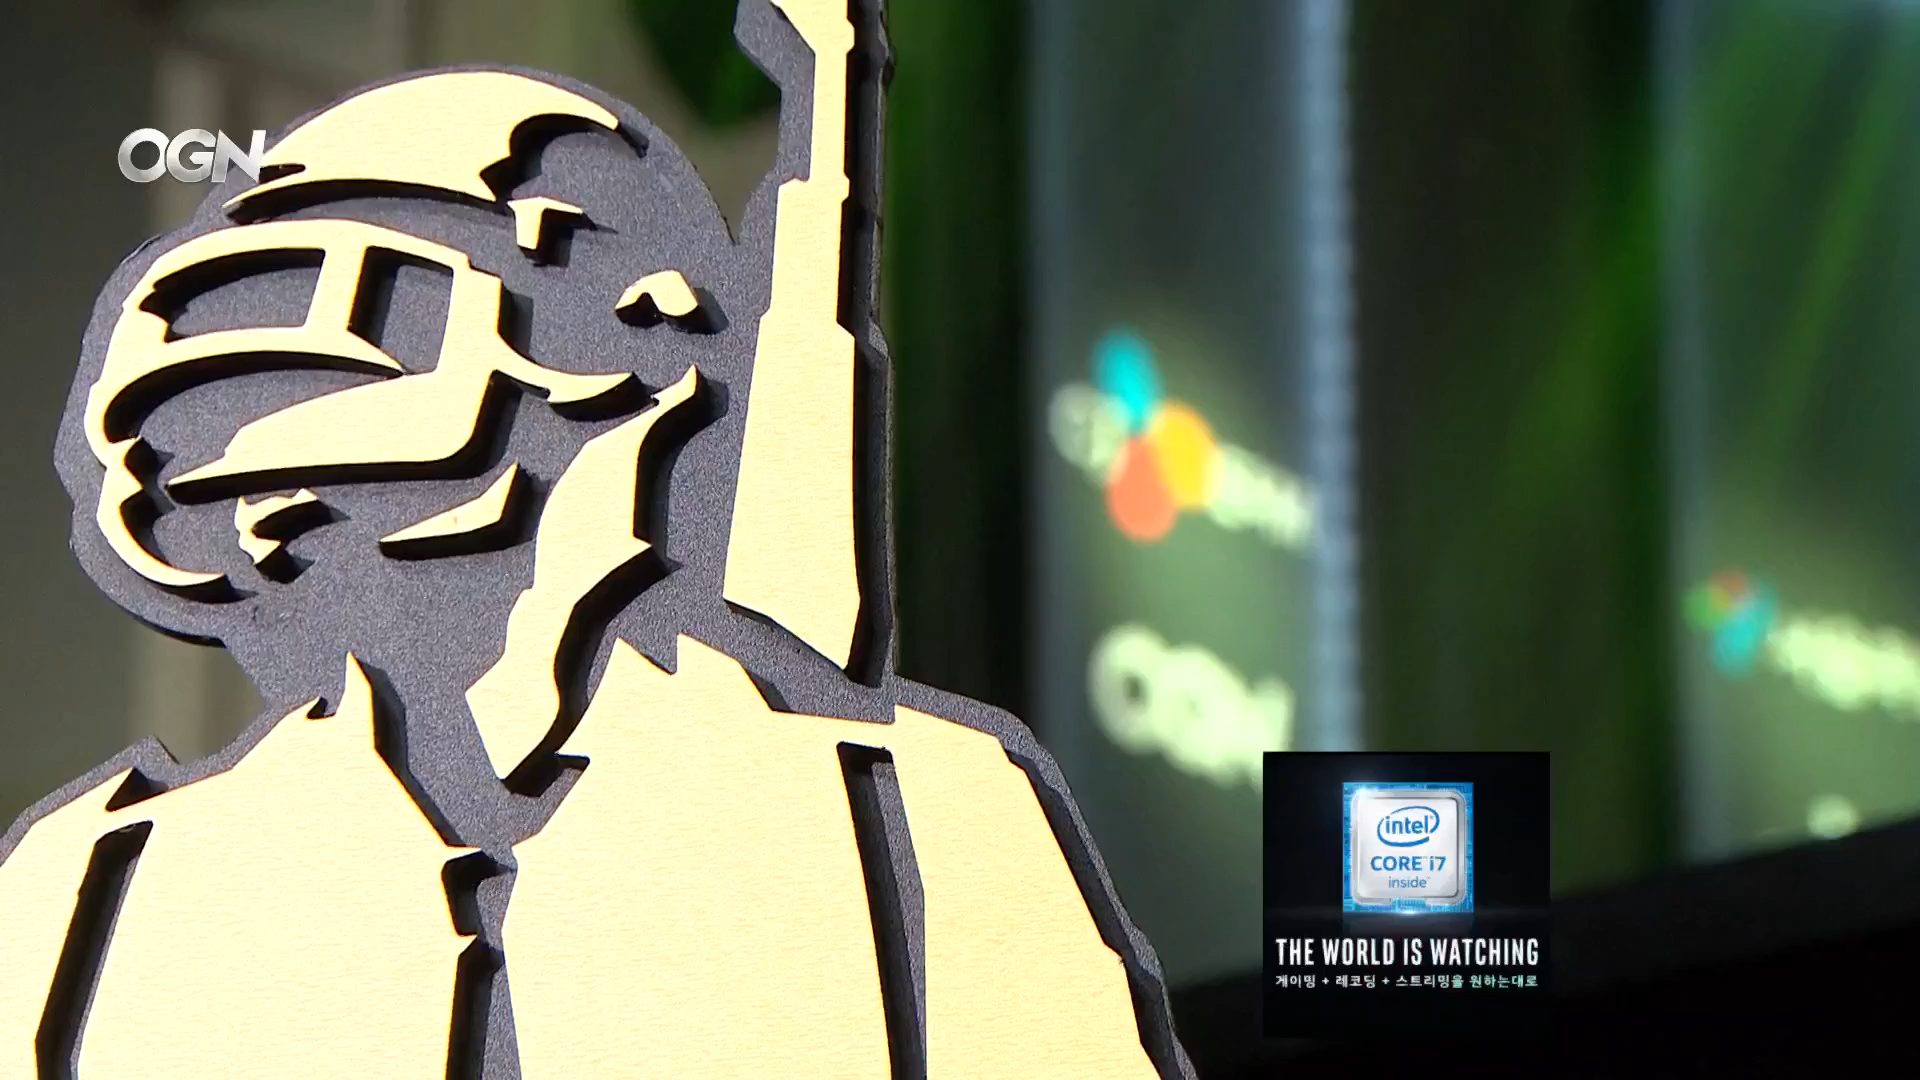 OGN
intel
CORE i7
inside
THE WORLD IS WATCHING
게이밍 + 레코딩 + 스트리밍을 원하는대로